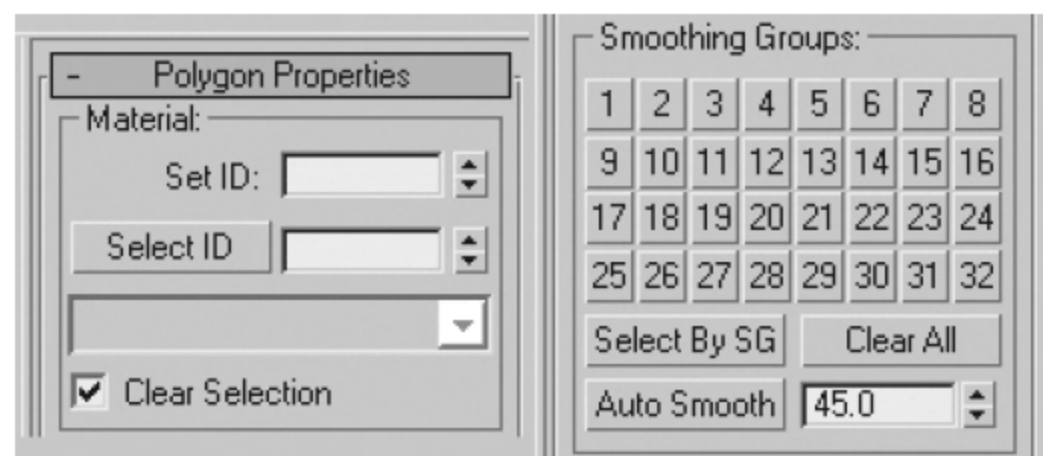 - Polygon Properties
Material:
Set ID:
Select ID
Clear Selection
Smoothing Groups:
1 2 3 4 5 6 7 8
9 10 11 12 13 14 15 16
17 18 19 20 21 22 23 24
25 26 27 28 29 30 31 32
Select By SG Clear All
Auto Smooth 45.0